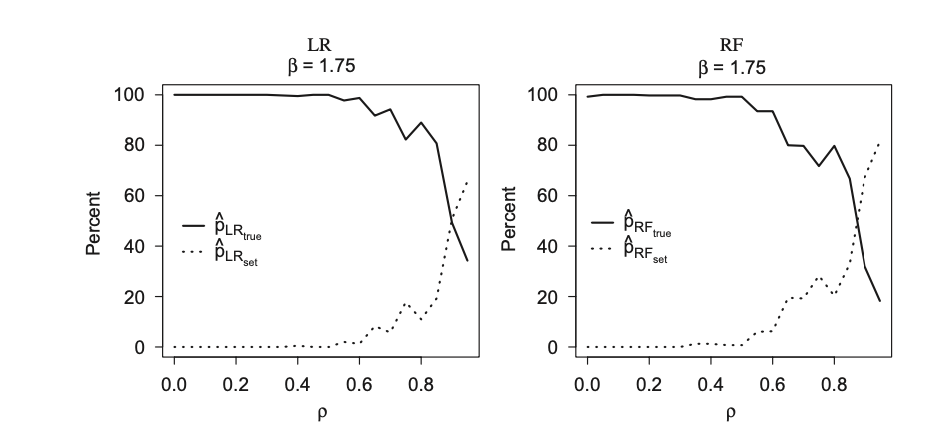 LR
β = 1.75
100
80
60
40
20
0
Percent
p̂LRtrue
p̂LRset
0.0 0.2 0.4 0.6 0.8
ρ
RF
β = 1.75
100
80
60
40
20
0
Percent
p̂RFtrue
p̂RFset
0.0 0.2 0.4 0.6 0.8
ρ